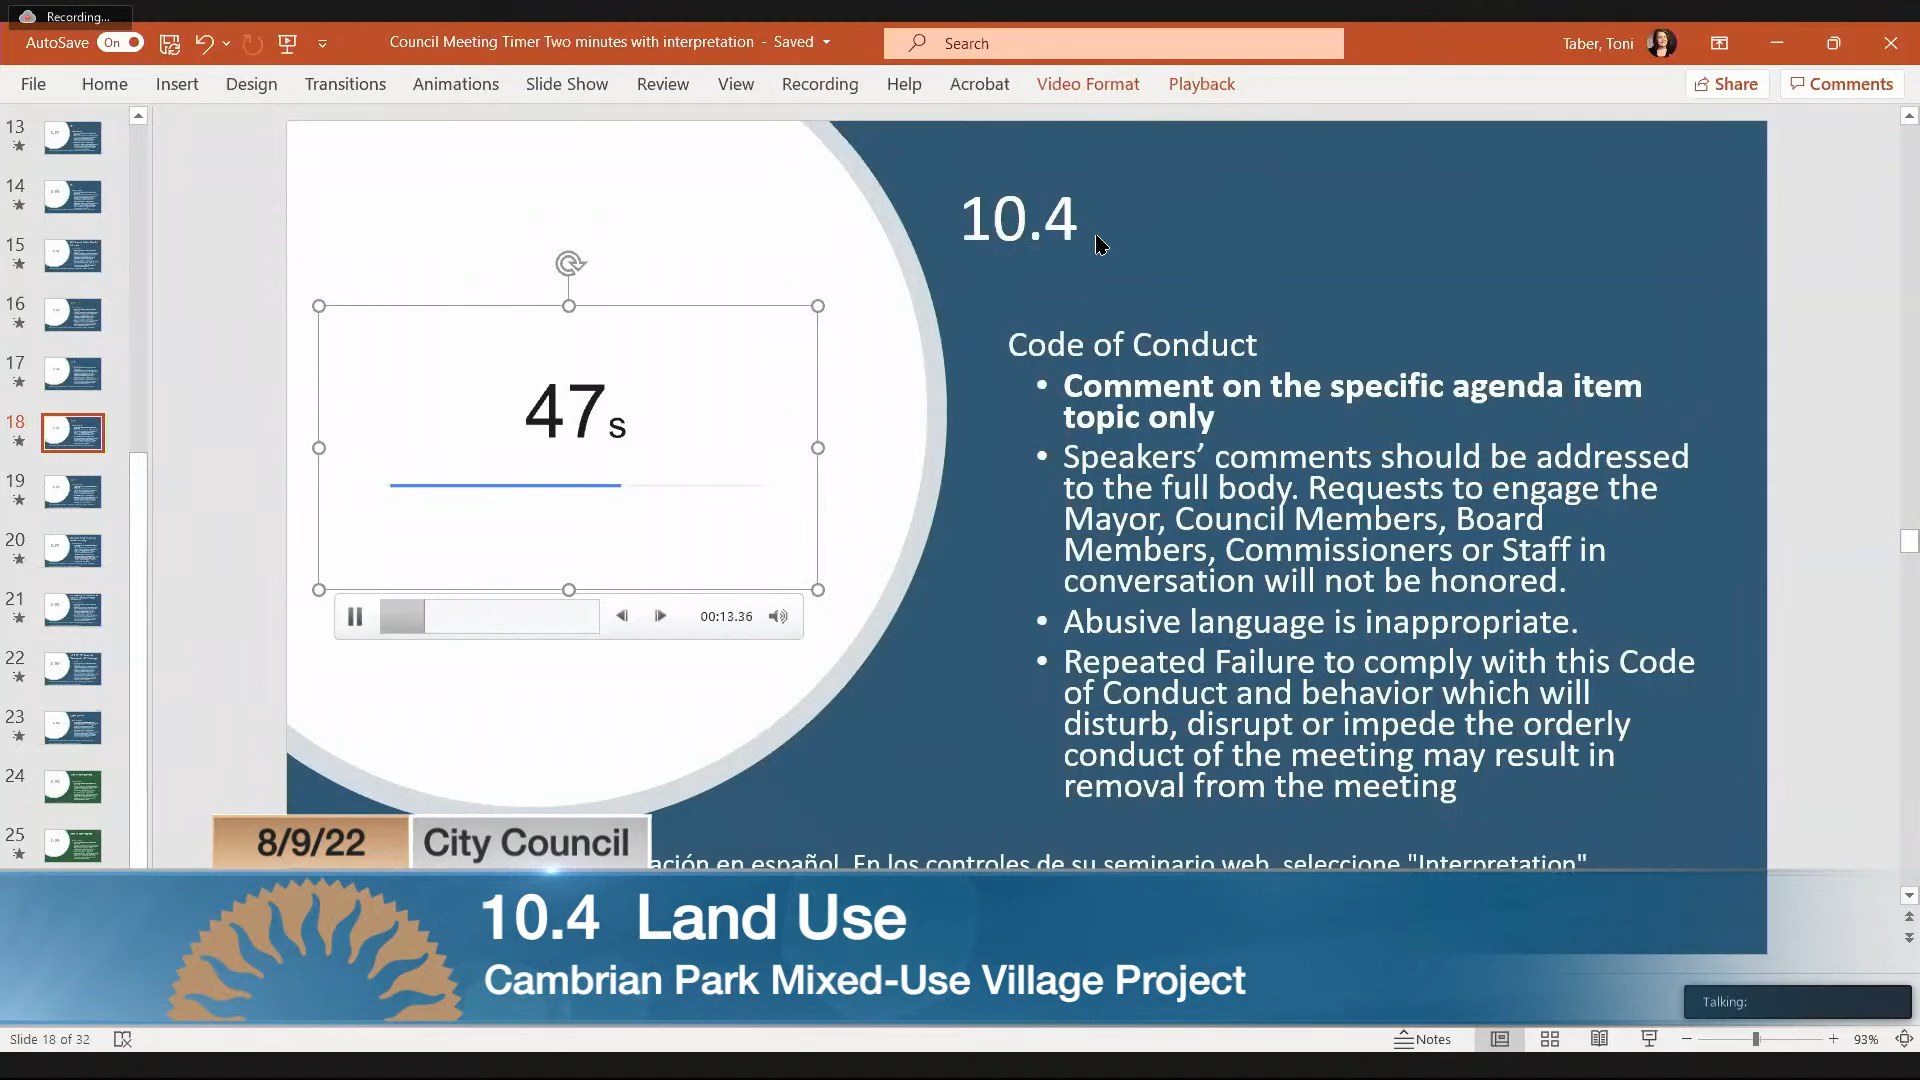 Recording...
AutoSave On
Council Meeting Timer Two minutes with interpretation - Saved
Search
Taber, Toni
File Home Insert Design Transitions Animations Slide Show Review View Recording Help Acrobat Video Format Playback
Share
Comments
13
14
15
16
17
18
19
20
21
22
23
24
25
10.4
47s
00:13.36
Code of Conduct
• Comment on the specific agenda item
topic only
• Speakers’ comments should be addressed
to the full body. Requests to engage the
Mayor, Council Members, Board
Members, Commissioners or Staff in
conversation will not be honored.
• Abusive language is inappropriate.
• Repeated Failure to comply with this Code
of Conduct and behavior which will
disturb, disrupt or impede the orderly
conduct of the meeting may result in
removal from the meeting
en español. En los controles de su seminario web, seleccione "Interpretation"
8/9/22
City Council
10.4 Land Use
Cambrian Park Mixed-Use Village Project
Talking:
Slide 18 of 32
Notes
93%